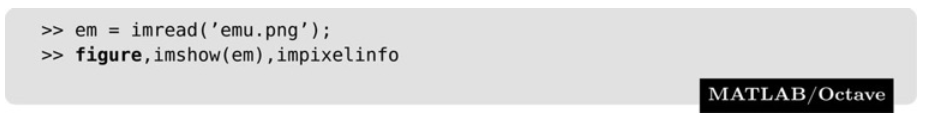 >> em = imread(’emu.png’);
>> figure,imshow(em),impixelinfo
MATLAB/Octave